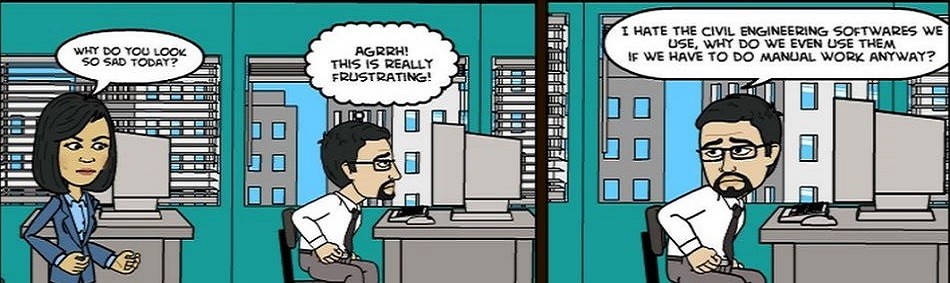 WHY DO YOU LOOK
SO SAD TODAY?
AGRRH!
THIS IS REALLY
FRUSTRATING!
I HATE THE CIVIL ENGINEERING SOFTWARES WE
USE, WHY DO WE EVEN USE THEM
IF WE HAVE TO DO MANUAL WORK ANYWAY?